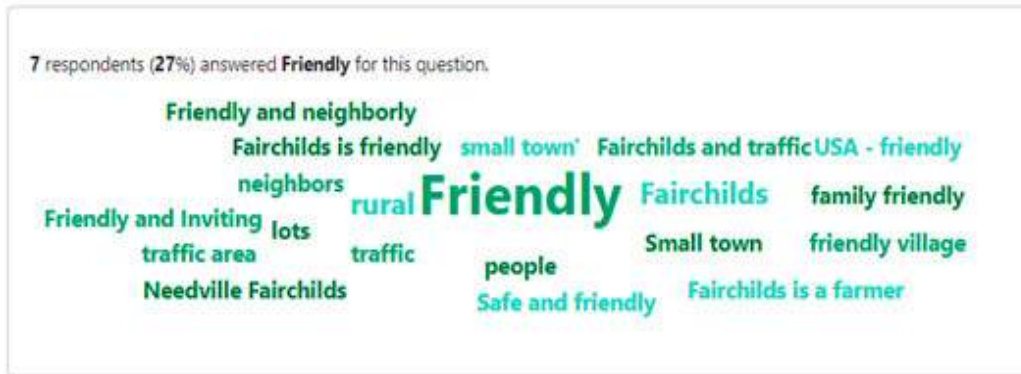 7 respondents (27%) answered Friendly for this question.
Friendly and neighborly
Fairchilds is friendly small town' Fairchilds and traffic USA - friendly
neighbors rural Friendly Fairchilds family friendly
Friendly and Inviting lots
Small town friendly village
traffic area traffic
people
Needville Fairchilds Safe and friendly Fairchilds is a farmer